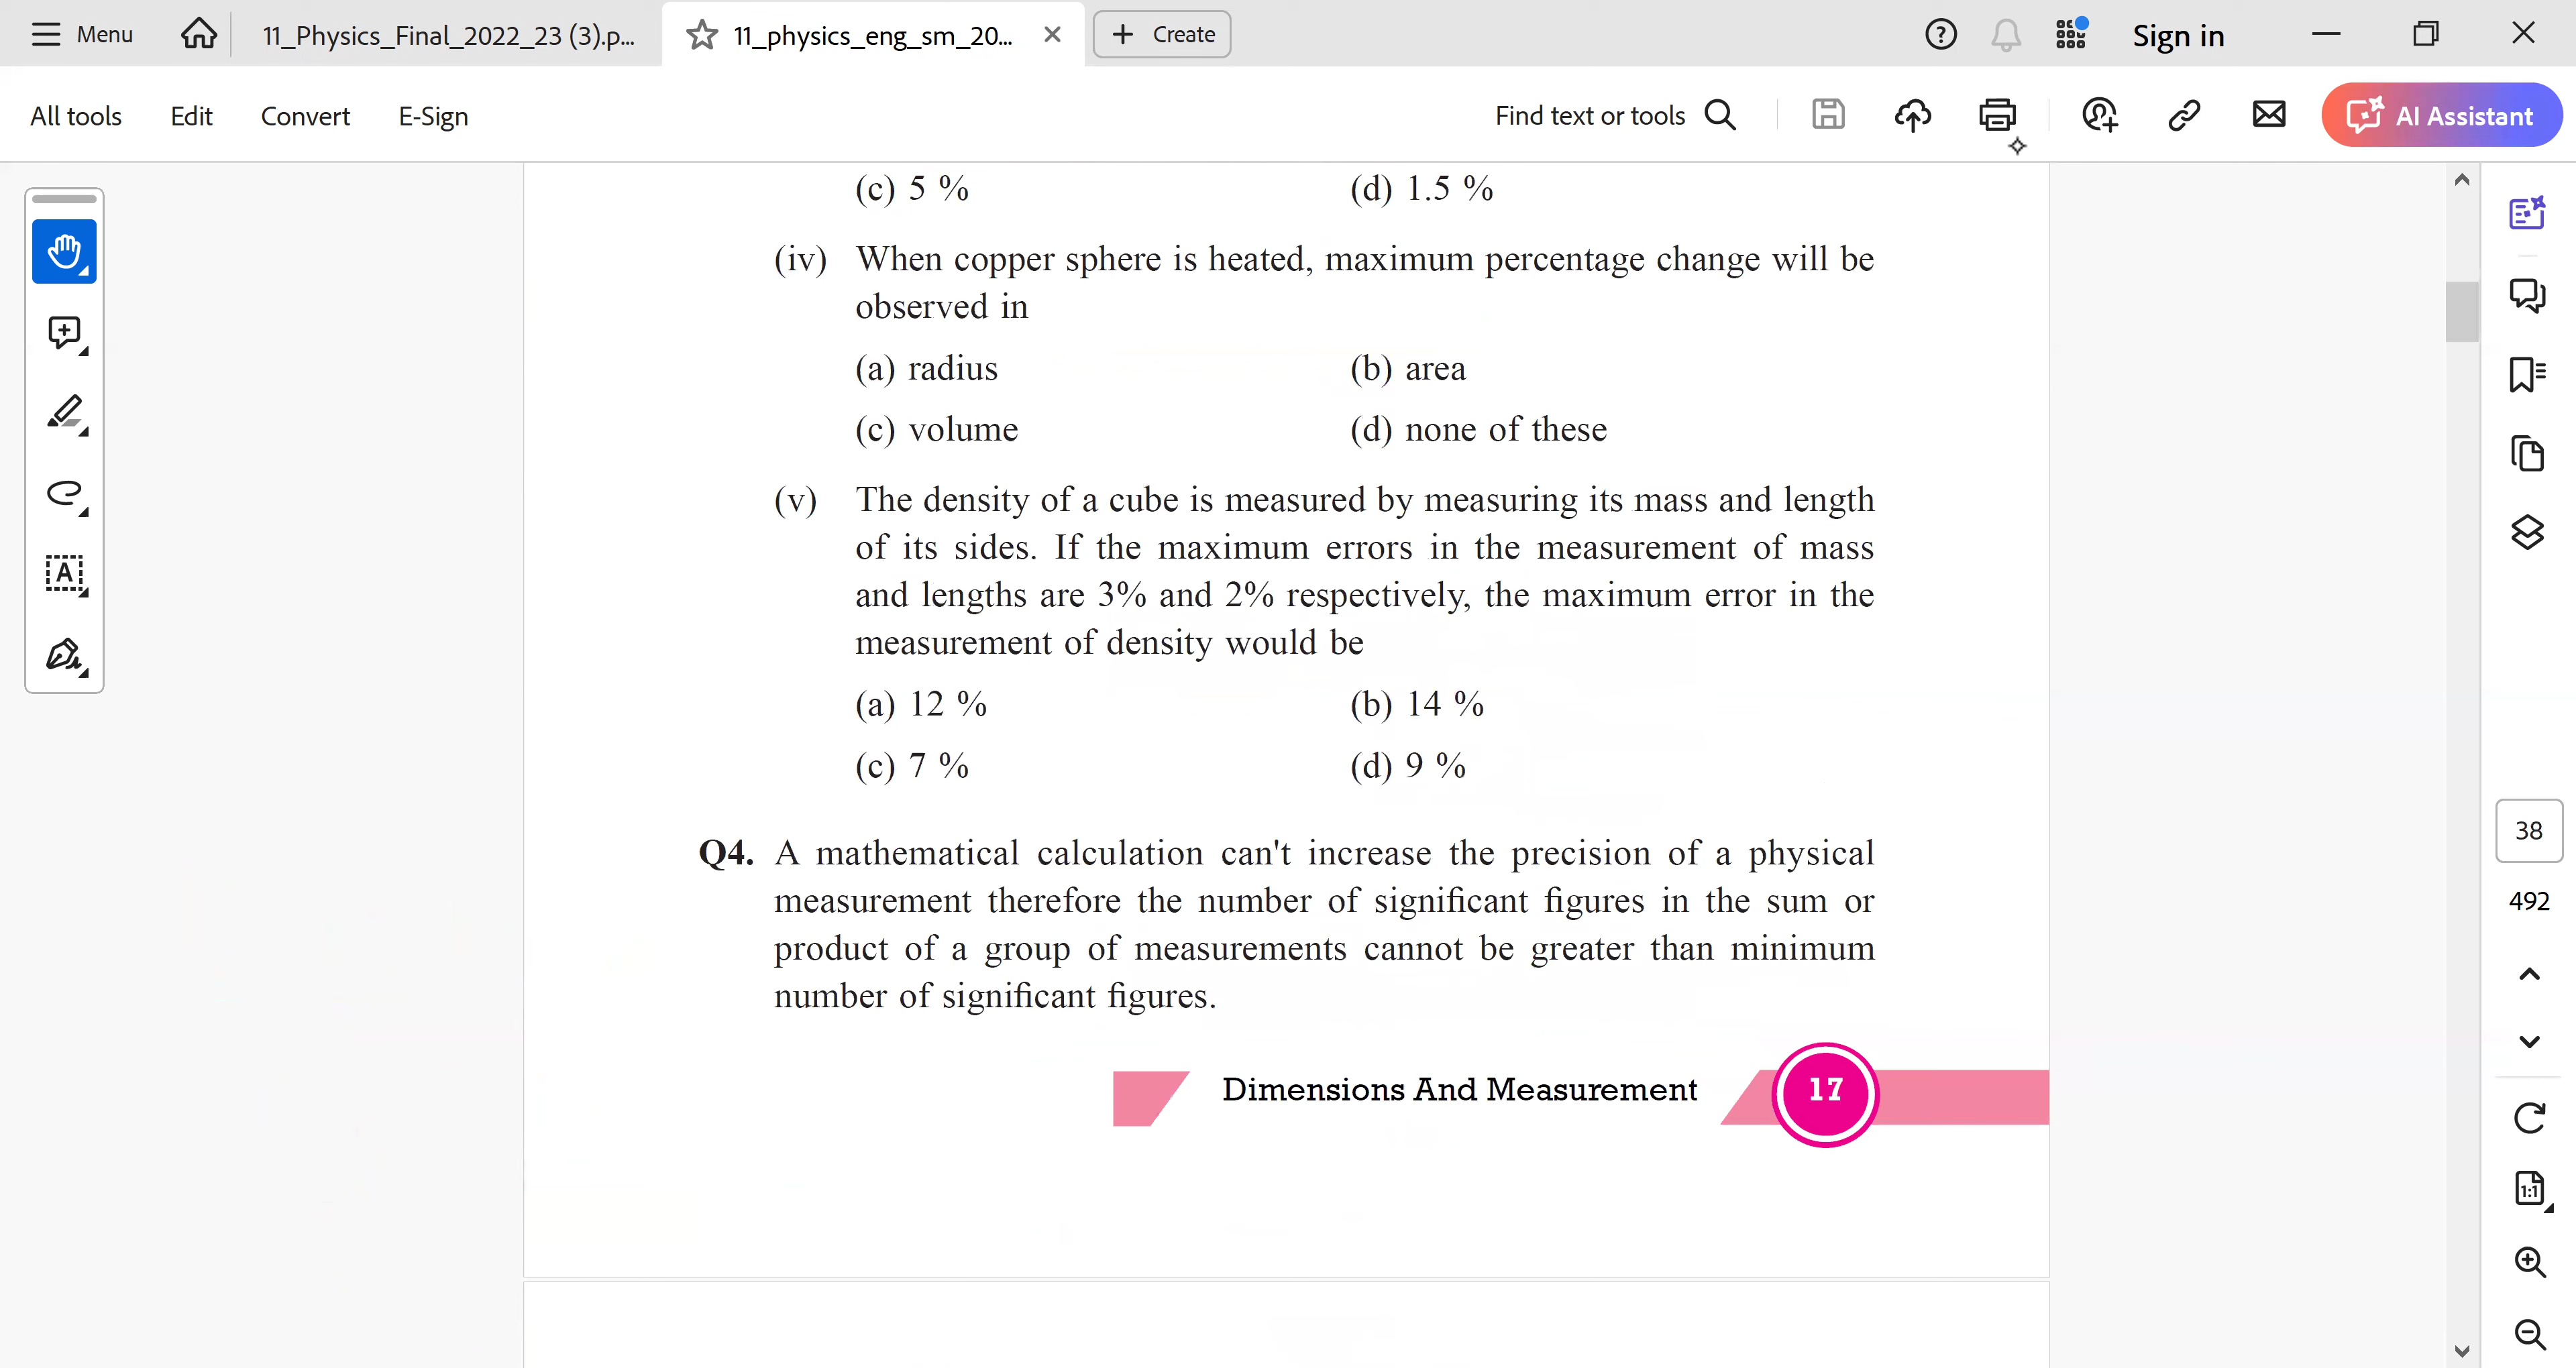 Menu 11_Physics_Final_2022_23 (3).p... 11_physics_eng_sm_20... + Create Sign in
All tools Edit Convert E-Sign Find text or tools AI Assistant
(c) 5 % (d) 1.5 %
(iv) When copper sphere is heated, maximum percentage change will be
observed in
(a) radius (b) area
(c) volume (d) none of these
(v) The density of a cube is measured by measuring its mass and length
of its sides. If the maximum errors in the measurement of mass
and lengths are 3% and 2% respectively, the maximum error in the
measurement of density would be
(a) 12 % (b) 14 %
(c) 7 % (d) 9 %
Q4. A mathematical calculation can't increase the precision of a physical
measurement therefore the number of significant figures in the sum or
product of a group of measurements cannot be greater than minimum
number of significant figures.
Dimensions And Measurement 17
38
492
1:1